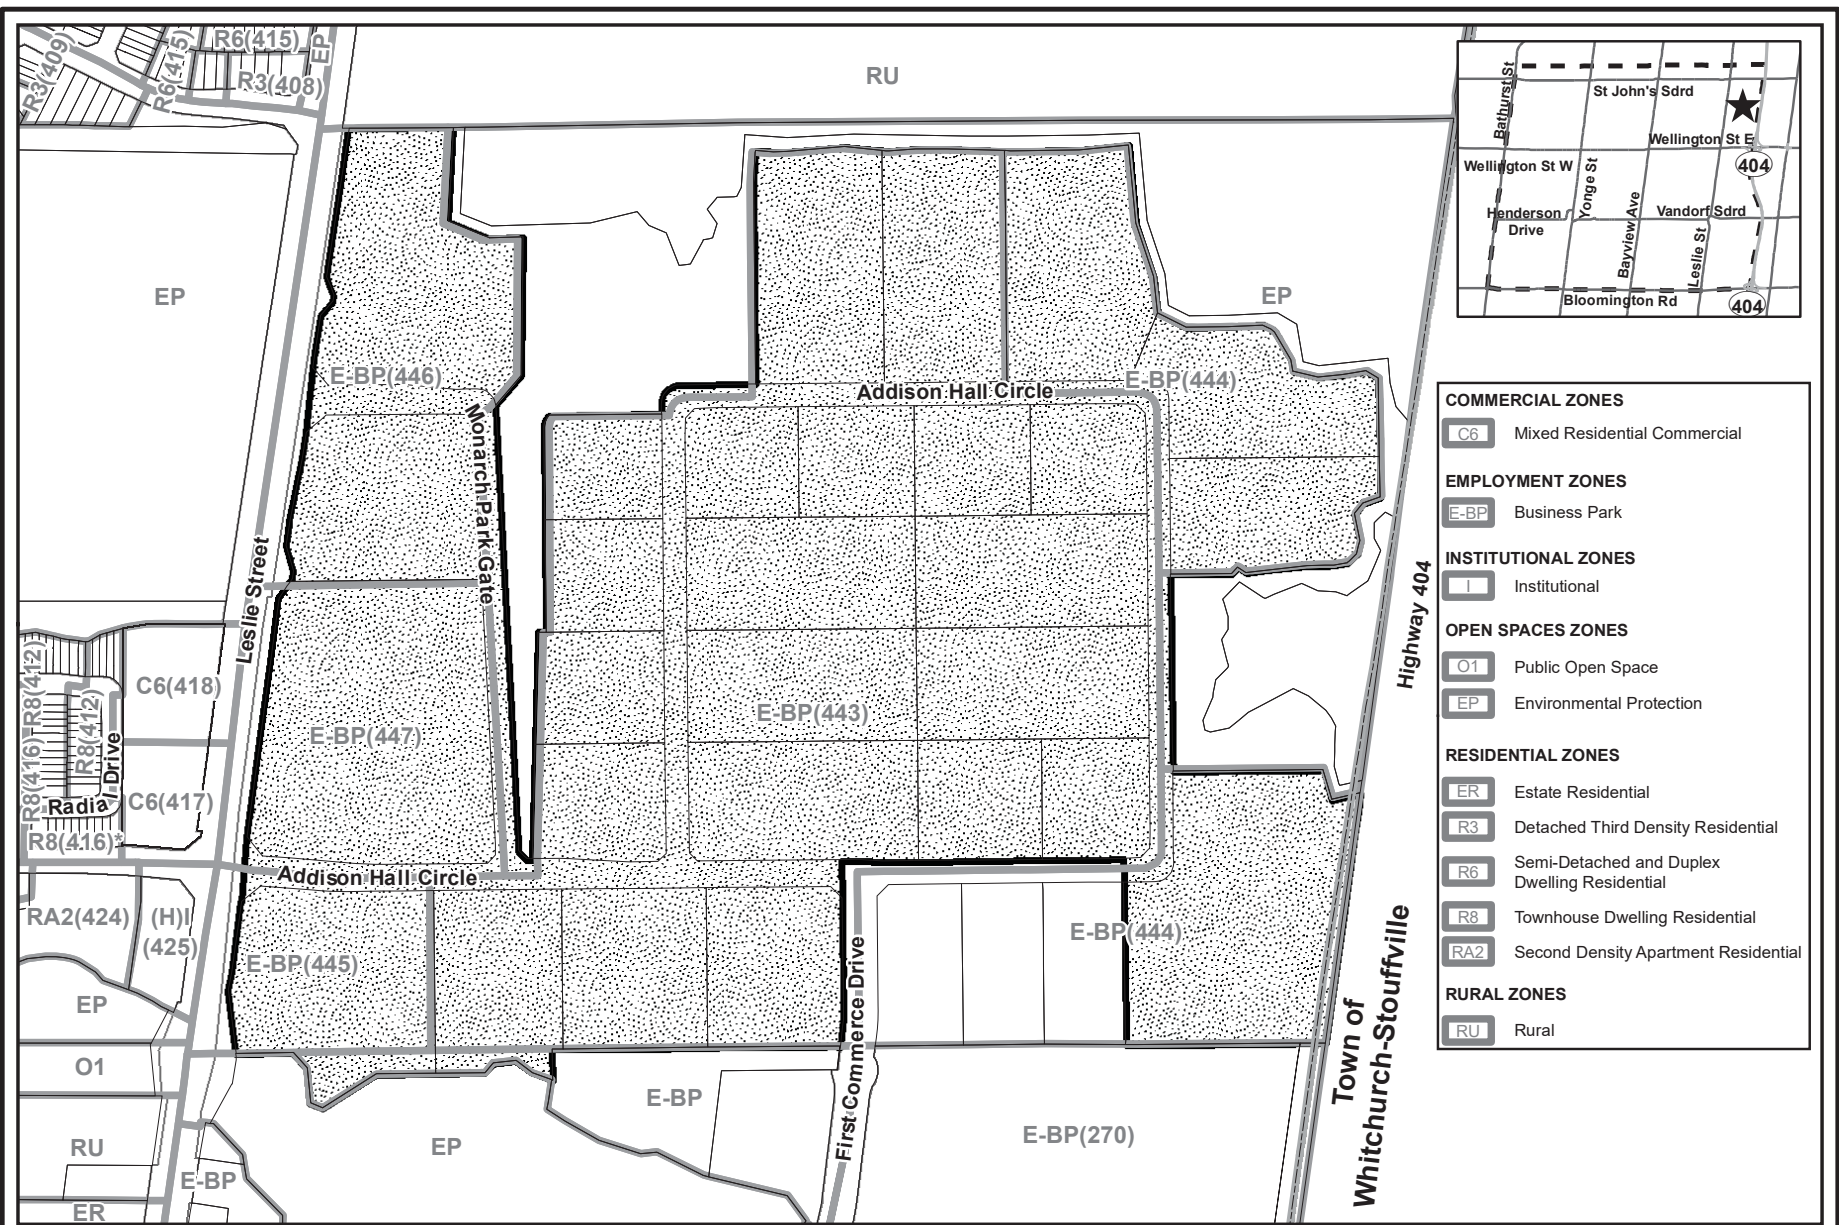 R3(409)
R6(415)
R6(415)
R3(408)
EP
RU
EP
E-BP(446)
Monarch Park Gate
Addison Hall Circle
E-BP(444)
EP
Leslie Street
E-BP(447)
E-BP(443)
Highway 404
R8(412)
R8(416)
R8(412)
Radial Drive
R8(416)*
C6(418)
C6(417)
Addison Hall Circle
RA2(424)
(H)I
(425)
E-BP(445)
First Commerce Drive
E-BP(444)
EP
O1
RU
ER
E-BP
EP
E-BP
E-BP(270)
Town of
Whitchurch-Stouffville
Bathurst St
St John's Sdrd
Wellington St E
404
Wellington St W
Yonge St
Henderson
Drive
Bayview Ave
Vandorf Sdrd
Leslie St
Bloomington Rd
404
COMMERCIAL ZONES
C6 Mixed Residential Commercial
EMPLOYMENT ZONES
E-BP Business Park
INSTITUTIONAL ZONES
I Institutional
OPEN SPACES ZONES
O1 Public Open Space
EP Environmental Protection
RESIDENTIAL ZONES
ER Estate Residential
R3 Detached Third Density Residential
R6 Semi-Detached and Duplex
Dwelling Residential
R8 Townhouse Dwelling Residential
RA2 Second Density Apartment Residential
RURAL ZONES
RU Rural